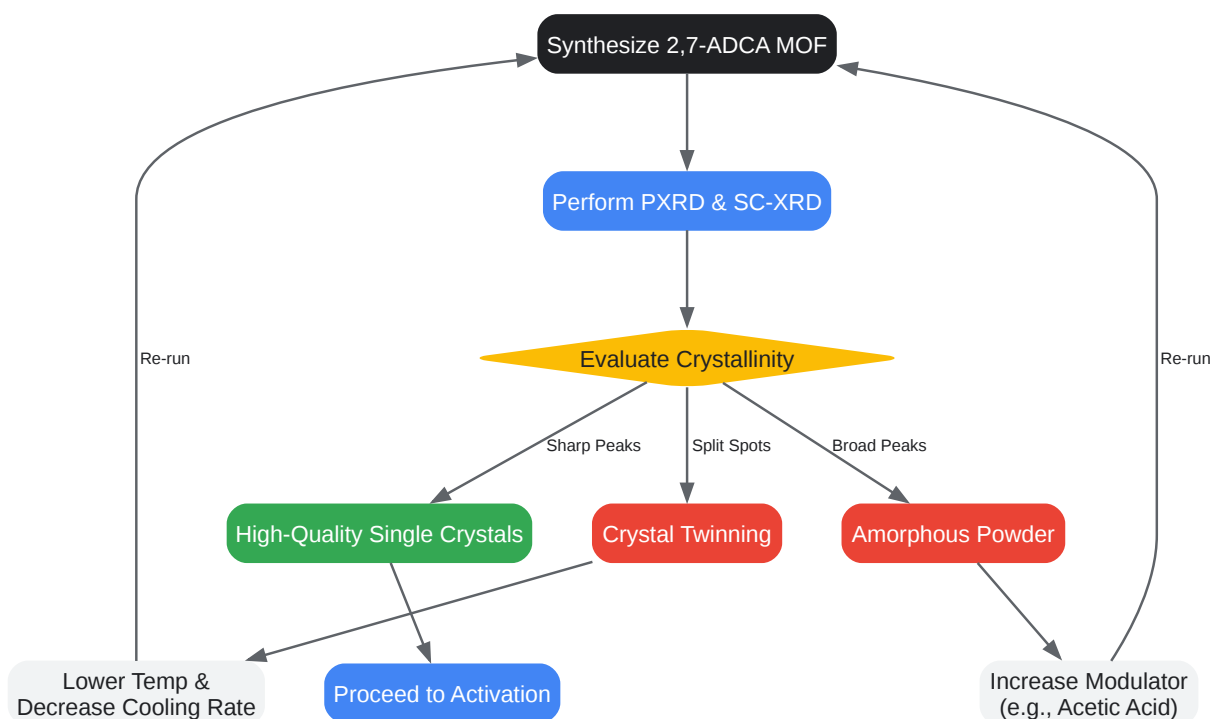 Synthesize 2,7-ADCA MOF
Perform PXRD & SC-XRD
Re-run
Evaluate Crystallinity
Re-run
Sharp Peaks
Split Spots
Broad Peaks
High-Quality Single Crystals
Crystal Twinning
Amorphous Powder
Lower Temp &
Decrease Cooling Rate
Proceed to Activation
Increase Modulator
(e.g., Acetic Acid)